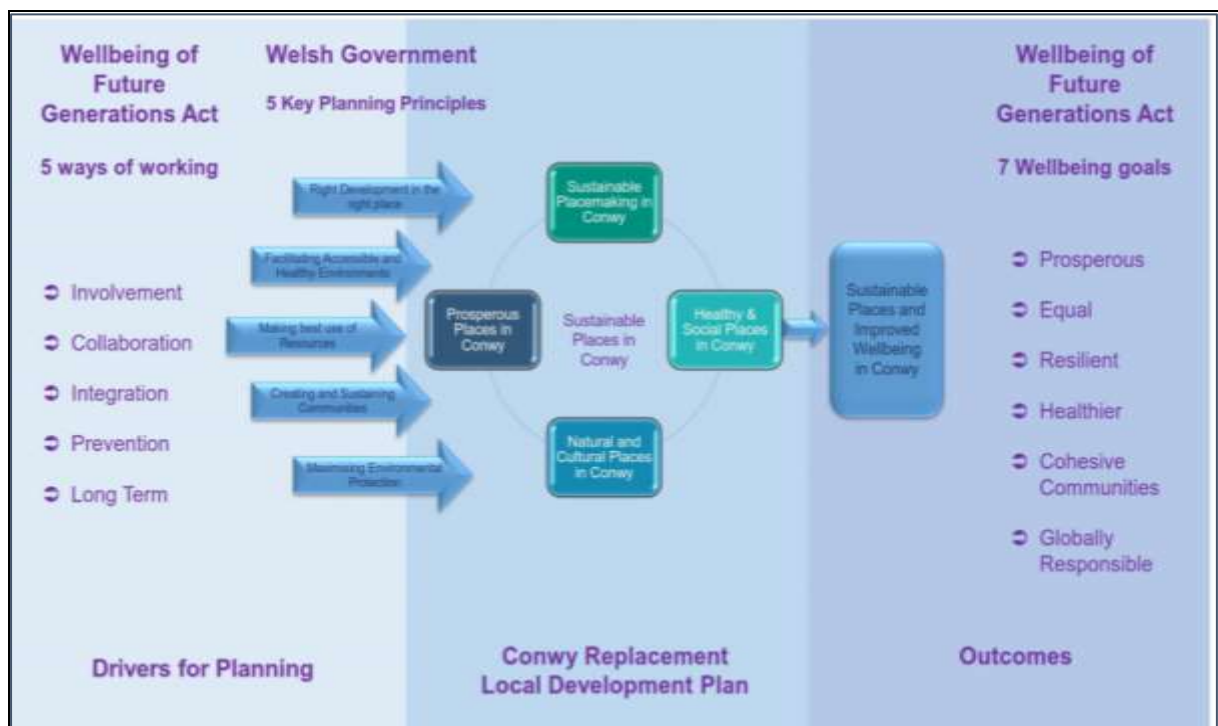 Wellbeing of
Future
Generations Act
5 ways of working
Involvement
Collaboration
Integration
Prevention
Long Term
Welsh Government
5 Key Planning Principles
Right Development in the
right place
Facilitating Accessible and
Healthy Environments
Making best use of
Resources
Creating and Sustaining
Communities
Maximising Environmental
Protection
Drivers for Planning
Sustainable
Placemaking in
Conwy
Prosperous
Places in
Conwy
Sustainable
Places in
Conwy
Healthy &
Social Places
in Conwy
Natural and
Cultural Places
in Conwy
Conwy Replacement
Local Development Plan
Sustainable
Places and
Improved
Wellbeing
in Conwy
Wellbeing of
Future
Generations Act
7 Wellbeing goals
Prosperous
Equal
Resilient
Healthier
Cohesive
Communities
Globally
Responsible
Outcomes